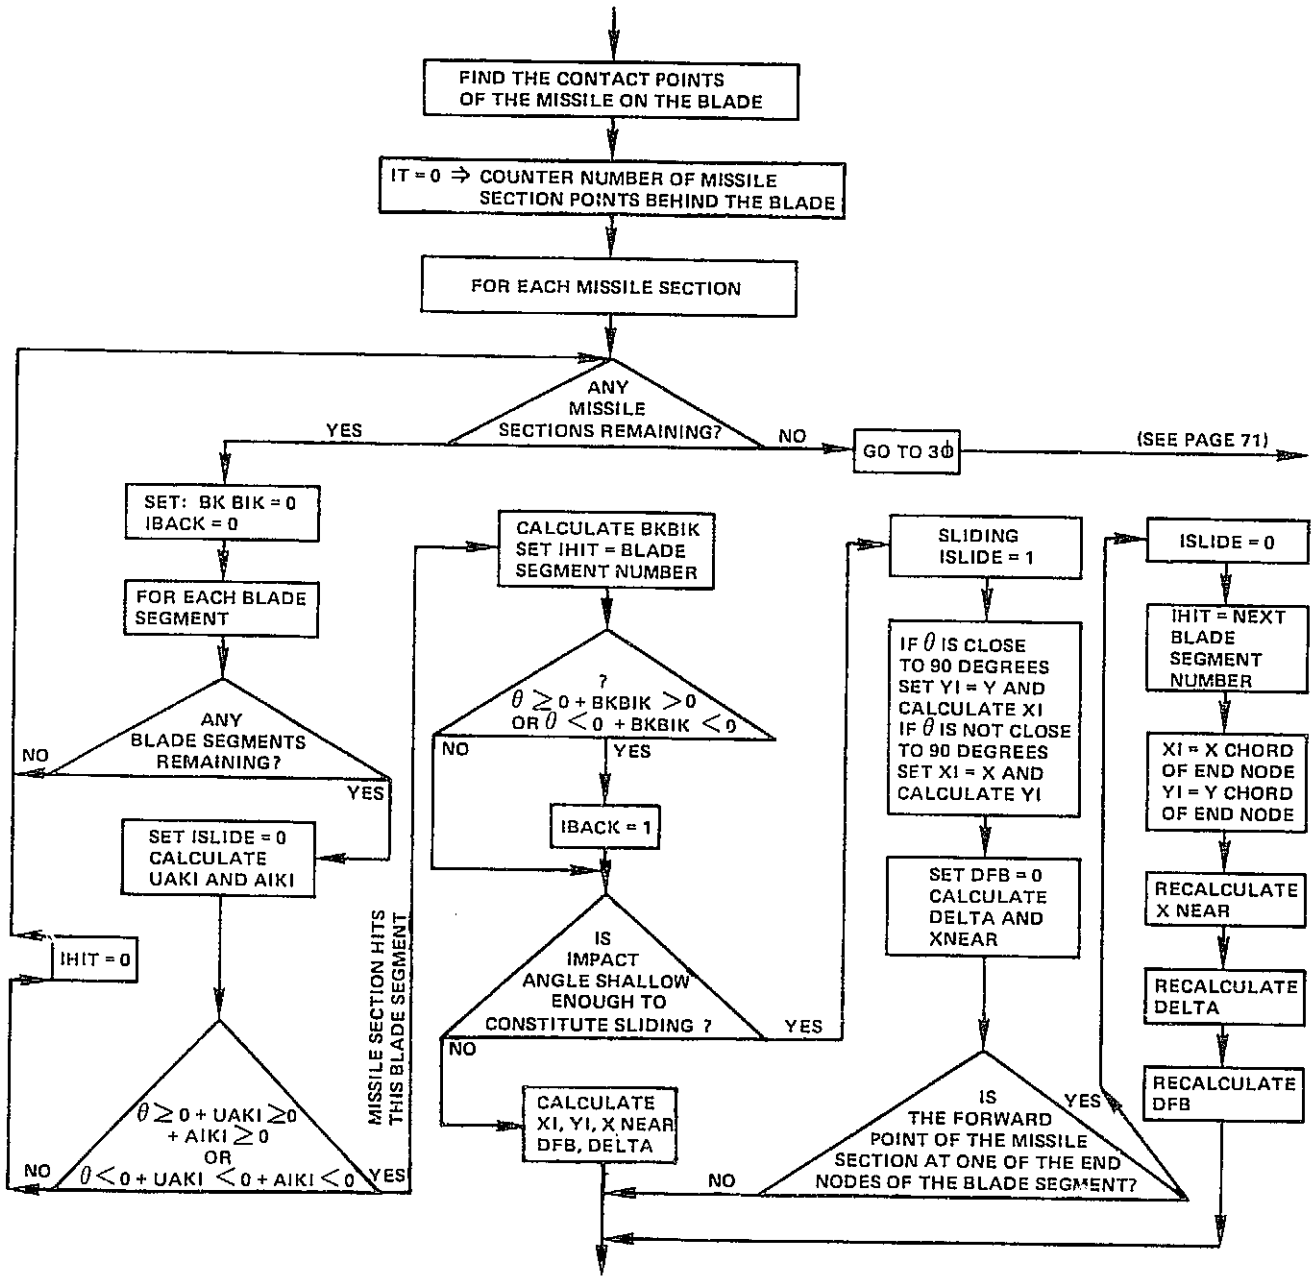 FIND THE CONTACT POINTS
OF THE MISSILE ON THE BLADE
IT = 0 ⇒ COUNTER NUMBER OF MISSILE
SECTION POINTS BEHIND THE BLADE
FOR EACH MISSILE SECTION
ANY
MISSILE
SECTIONS REMAINING?
YES
NO
GO TO 30
(SEE PAGE 71)
SET: BK BIK = 0
IBACK = 0
FOR EACH BLADE
SEGMENT
ANY
BLADE SEGMENTS
REMAINING?
NO
YES
SET ISLIDE = 0
CALCULATE
UAKI AND AIKI
IHIT = 0
θ ≥ 0 + UAKI ≥ 0
+ AIKI ≥ 0
OR
θ < 0 + UAKI < 0 + AIKI < 0
NO
YES
MISSILE SECTION HITS
THIS BLADE SEGMENT
CALCULATE BKBIK
SET IHIT = BLADE
SEGMENT NUMBER
?
θ ≥ 0 + BKBIK > 0
OR θ < 0 + BKBIK < 0
NO
YES
IBACK = 1
IS
IMPACT
ANGLE SHALLOW
ENOUGH TO
CONSTITUTE SLIDING ?
NO
YES
CALCULATE
XI, YI, X NEAR
DFB, DELTA
SLIDING
ISLIDE = 1
IF θ IS CLOSE
TO 90 DEGREES
SET YI = Y AND
CALCULATE XI
IF θ IS NOT CLOSE
TO 90 DEGREES
SET XI = X AND
CALCULATE YI
SET DFB = 0
CALCULATE
DELTA AND
XNEAR
IS
THE FORWARD
POINT OF THE MISSILE
SECTION AT ONE OF THE END
NODES OF THE BLADE SEGMENT?
NO
YES
ISLIDE = 0
IHIT = NEXT
BLADE
SEGMENT
NUMBER
XI = X CHORD
OF END NODE
YI = Y CHORD
OF END NODE
RECALCULATE
X NEAR
RECALCULATE
DELTA
RECALCULATE
DFB